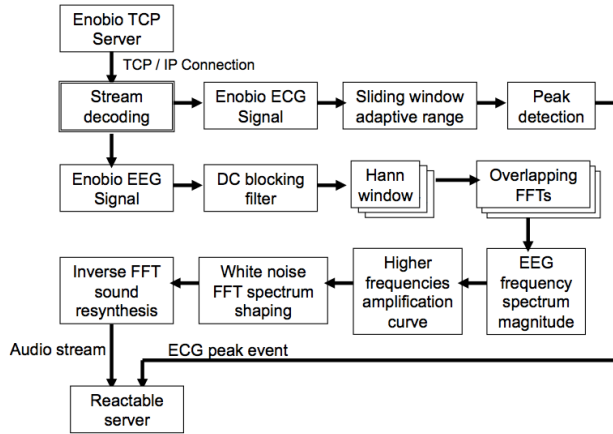 Enobio TCP
Server
TCP / IP Connection
Stream
decoding
Enobio ECG
Signal
Sliding window
adaptive range
Peak
detection
Enobio EEG
Signal
DC blocking
filter
Hann
window
Overlapping
FFTs
Inverse FFT
sound
resynthesis
White noise
FFT spectrum
shaping
Higher
frequencies
amplification
curve
EEG
frequency
spectrum
magnitude
Audio stream
ECG peak event
Reactable
server